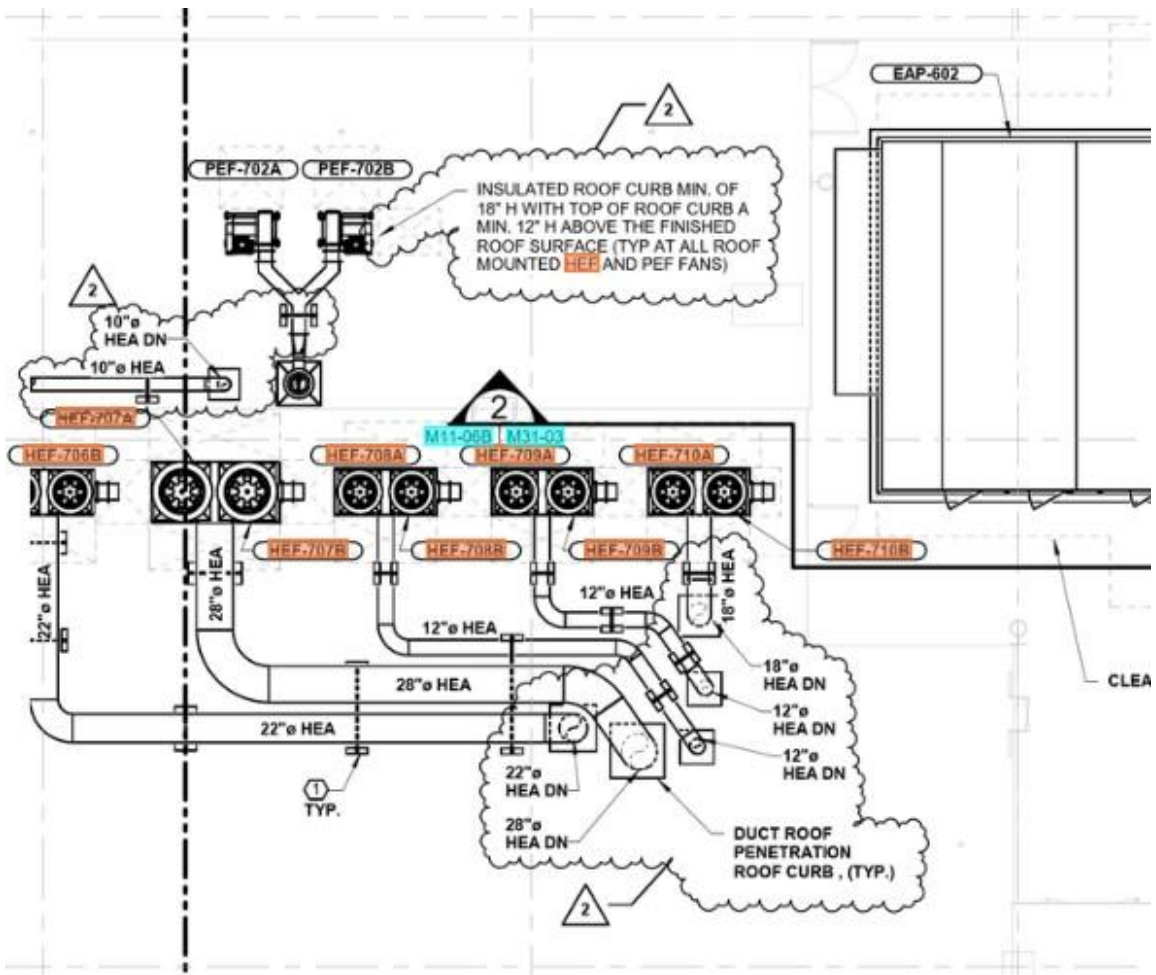 EAP-602
2
PEF-702A
PEF-702B
INSULATED ROOF CURB MIN. OF
18" H WITH TOP OF ROOF CURB A
MIN. 12" H ABOVE THE FINISHED
ROOF SURFACE (TYP AT ALL ROOF
MOUNTED HEF AND PEF FANS)
2
10"ø
HEA DN
10"ø HEA
HEF-707A
2
M11-06B
M31-03
HEF-706B
HEF-708A
HEF-709A
HEF-710A
HEF-707B
HEF-708B
HEF-709B
HEF-710B
22"ø HEA
28"ø HEA
12"ø HEA
18"ø HEA
12"ø HEA
18"ø
HEA DN
28"ø HEA
CLEA
12"ø
HEA DN
22"ø HEA
12"ø
HEA DN
22"ø
HEA DN
1
TYP.
28"ø
HEA DN
DUCT ROOF
PENETRATION
ROOF CURB , (TYP.)
2